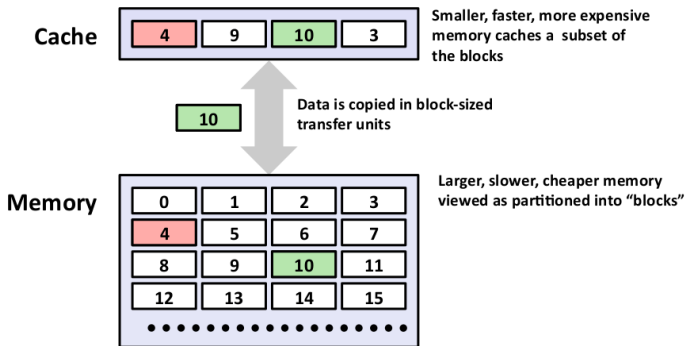 Cache
4 9 10 3
Smaller, faster, more expensive
memory caches a subset of
the blocks
10
Data is copied in block-sized
transfer units
Memory
0 1 2 3
4 5 6 7
8 9 10 11
12 13 14 15
Larger, slower, cheaper memory
viewed as partitioned into “blocks”